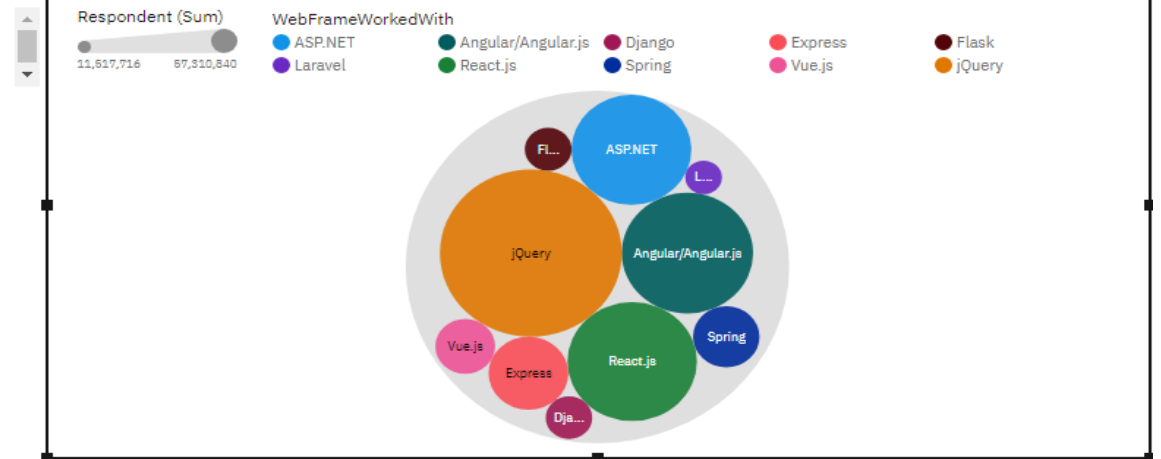 Respondent (Sum)
11,517,716 57,310,840
WebFrameWorkedWith
ASP.NET Angular/Angular.js Django Express Flask
Laravel React.js Spring Vue.js jQuery
Fl...
ASP.NET
L...
jQuery
Angular/Angular.js
Vue.js
Express
React.js
Spring
Dja...